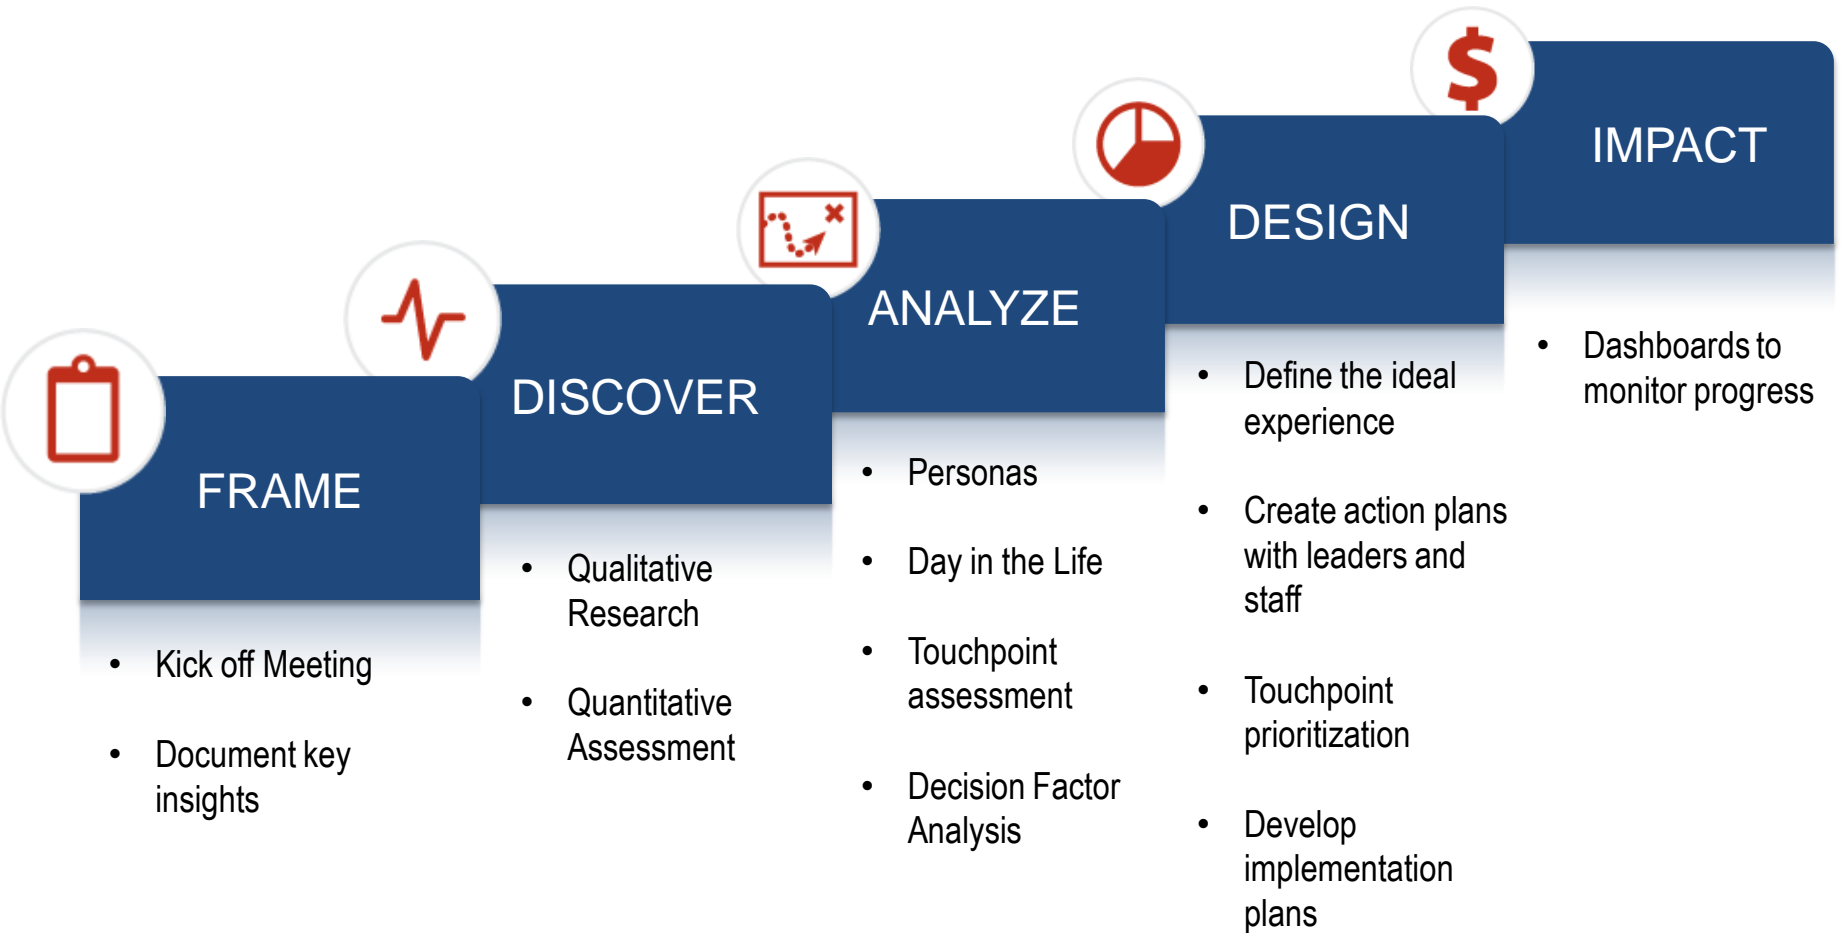 FRAME
• Kick off Meeting
• Document key
insights
DISCOVER
• Qualitative
Research
• Quantitative
Assessment
ANALYZE
• Personas
• Day in the Life
• Touchpoint
assessment
• Decision Factor
Analysis
DESIGN
• Define the ideal
experience
• Create action plans
with leaders and
staff
• Touchpoint
prioritization
• Develop
implementation
plans
$
IMPACT
• Dashboards to
monitor progress